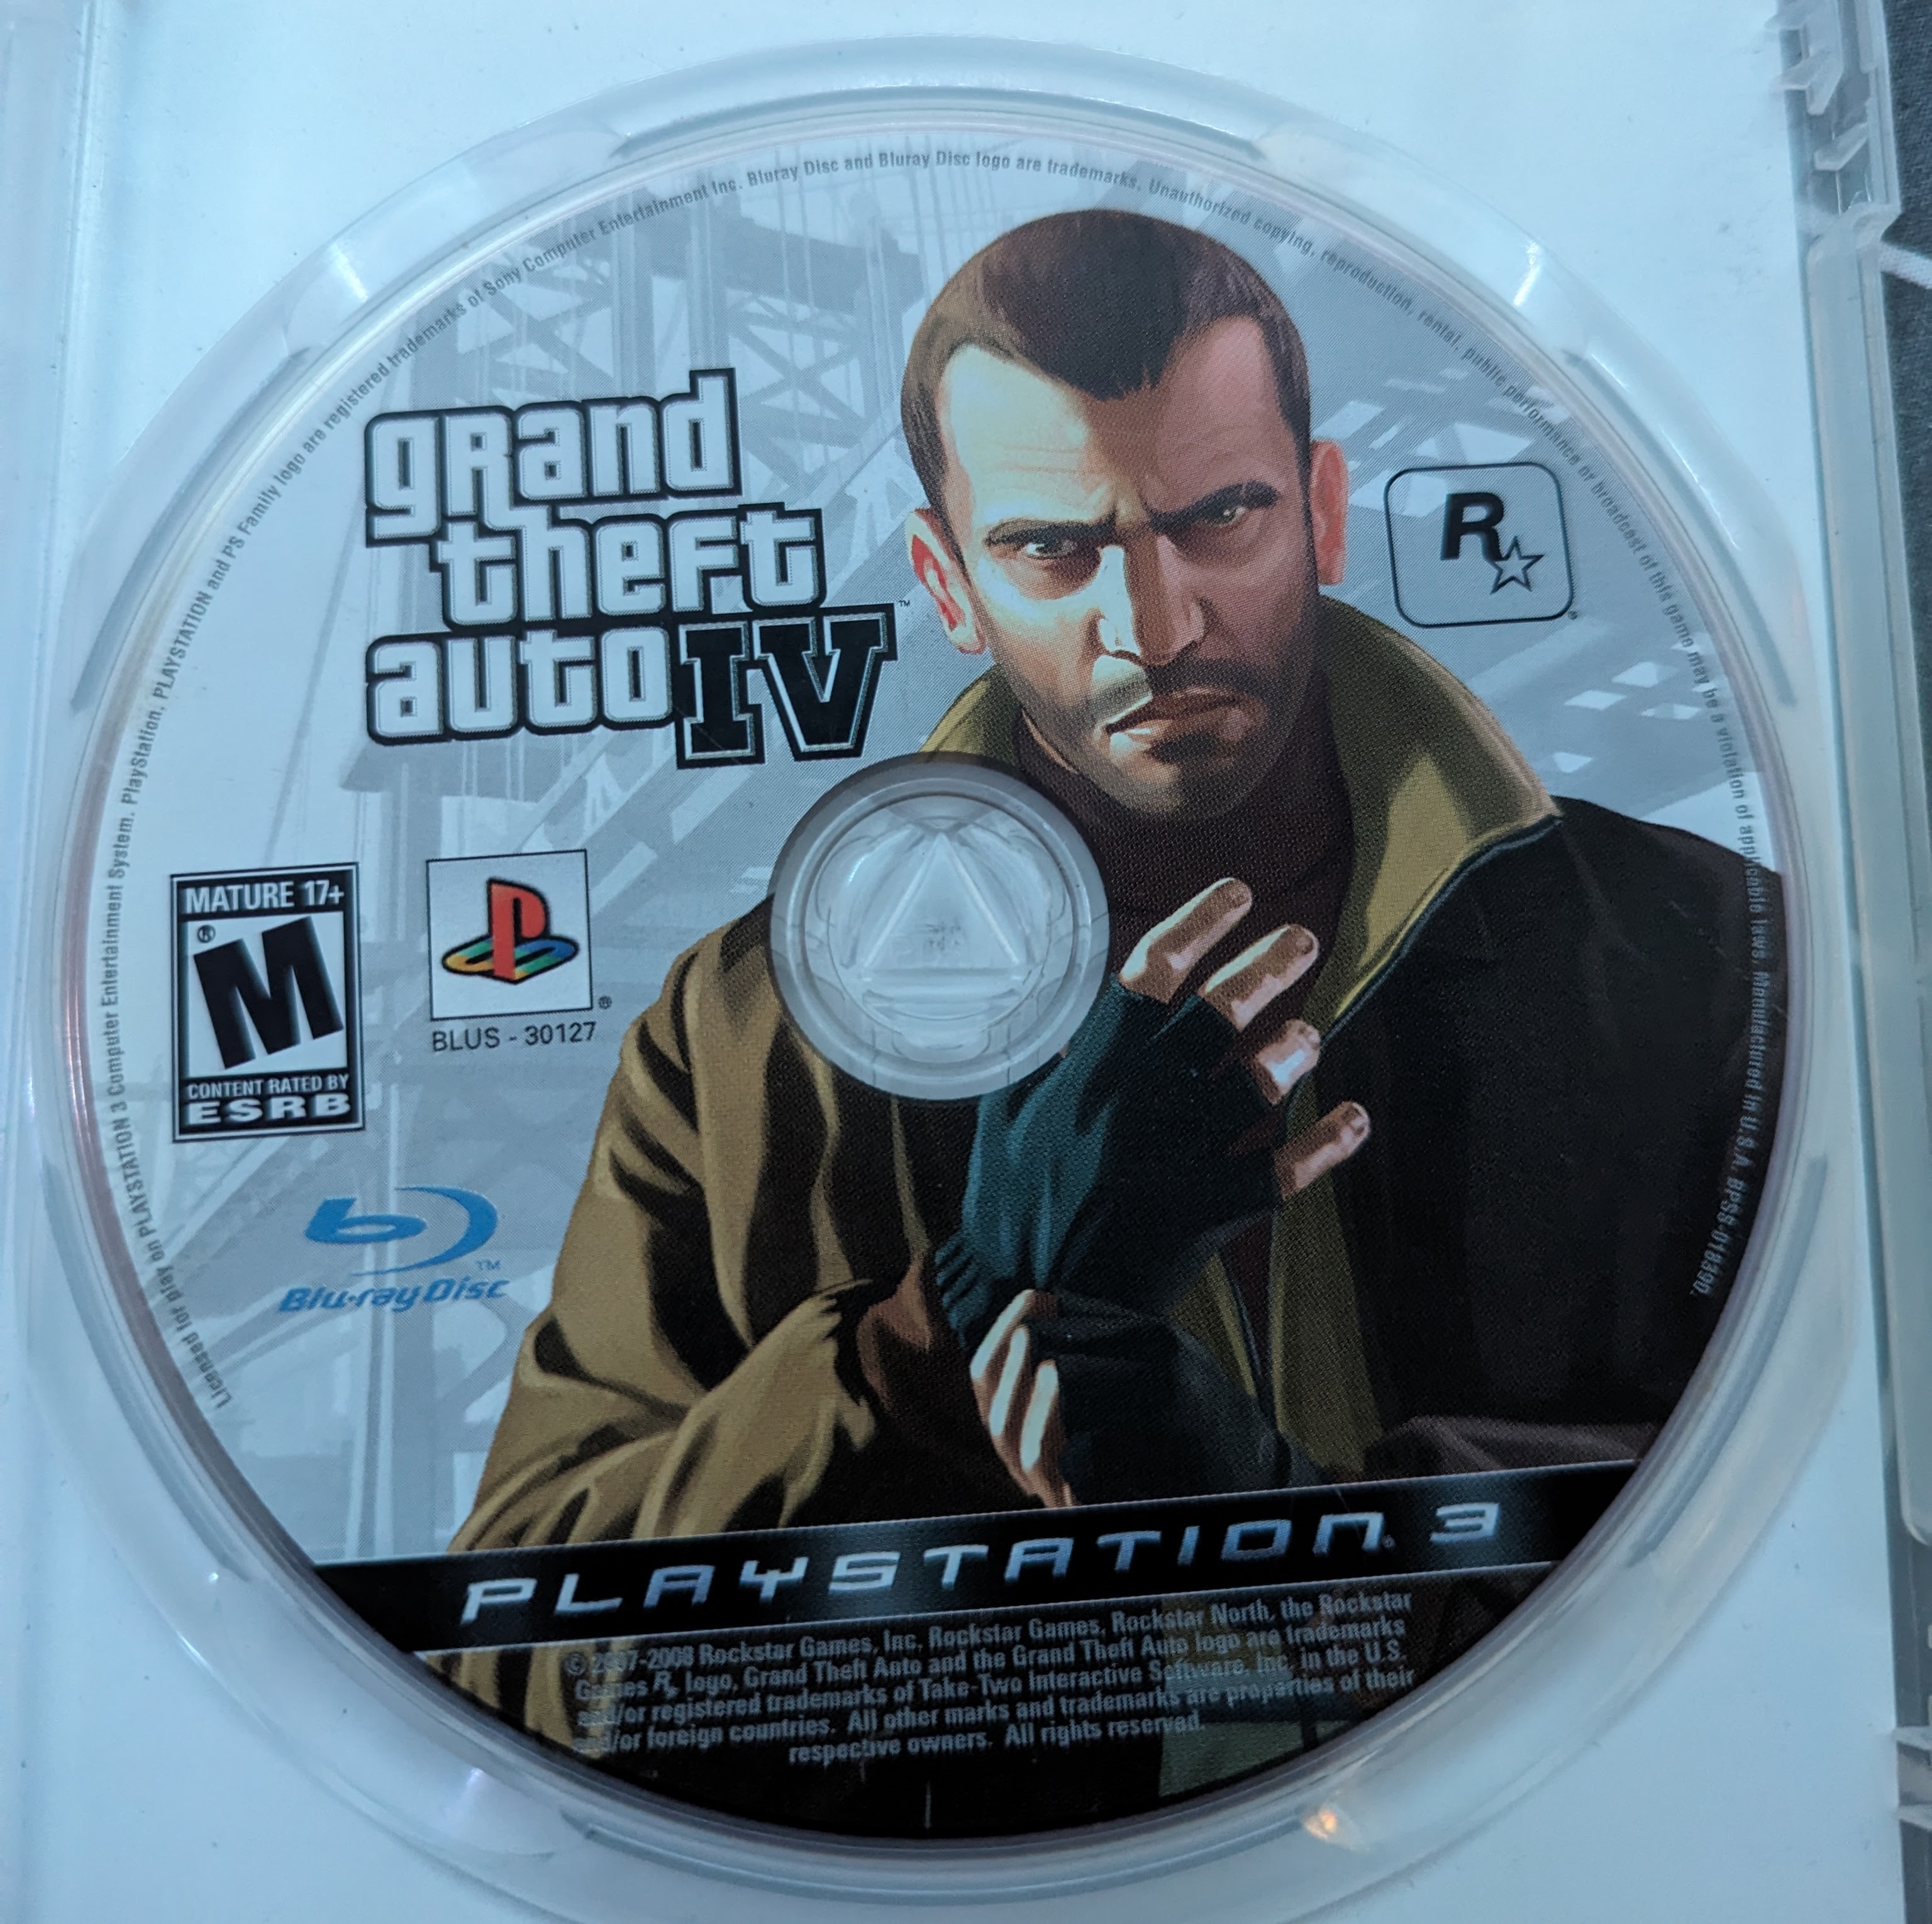 Licensed for play on PLAYSTATION 3 Computer Entertainment System. PlayStation, PLAYSTATION and PS Family logo are registered trademarks of Sony Computer Entertainment Inc. Bluray Disc and Bluray Disc logo are trademarks. Unauthorized copying, reproduction, rental, public performance or broadcast of this game may be a violation of applicable laws. Manufactured in U.S.A. BPSS-018390.
grand
theft
auto IV™
R
MATURE 17+
M®
CONTENT RATED BY
ESRB
®
BLUS - 30127
Blu-ray Disc™
PLAYSTATION® 3
© 2007-2008 Rockstar Games, Inc. Rockstar Games, Rockstar North, the Rockstar
Games R logo, Grand Theft Auto and the Grand Theft Auto logo are trademarks
and/or registered trademarks of Take-Two Interactive Software, Inc. in the U.S.
and/or foreign countries. All other marks and trademarks are properties of their
respective owners. All rights reserved.